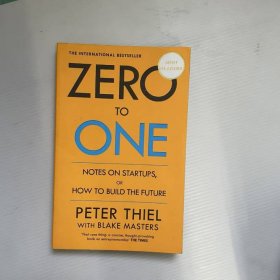 THE INTERNATIONAL BESTSELLER
ZERO
TO
ONE
NOTES ON STARTUPS,
OR
HOW TO BUILD THE FUTURE
PETER THIEL
WITH BLAKE MASTERS
THE TIMES